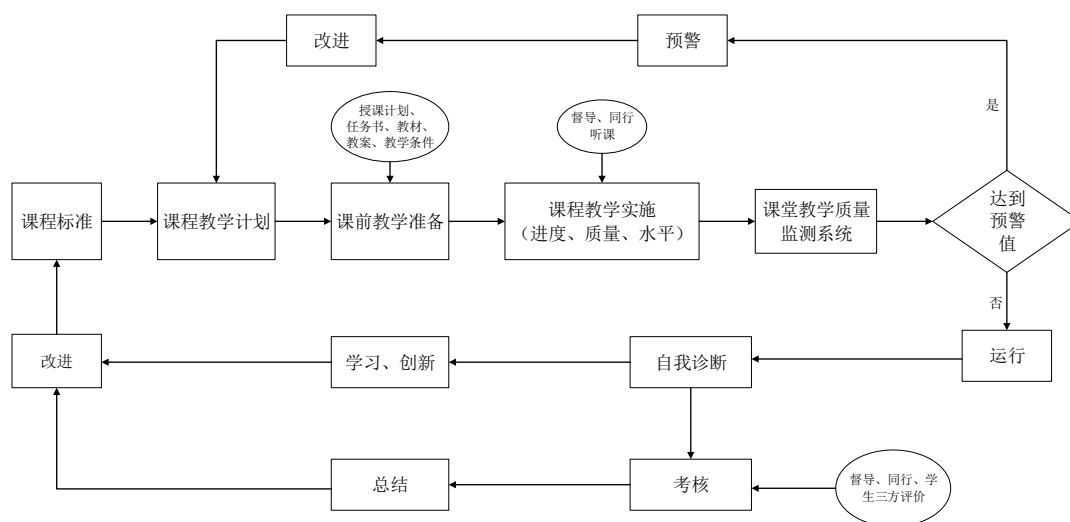 改进
预警
授课计划、
任务书、教材、
教案、教学条件
督导、同行
听课
是
课程标准
课程教学计划
课前教学准备
课程教学实施
（进度、质量、水平）
课堂教学质量
监测系统
达到
预警
值
否
改进
学习、创新
自我诊断
运行
总结
考核
督导、同行、学
生三方评价